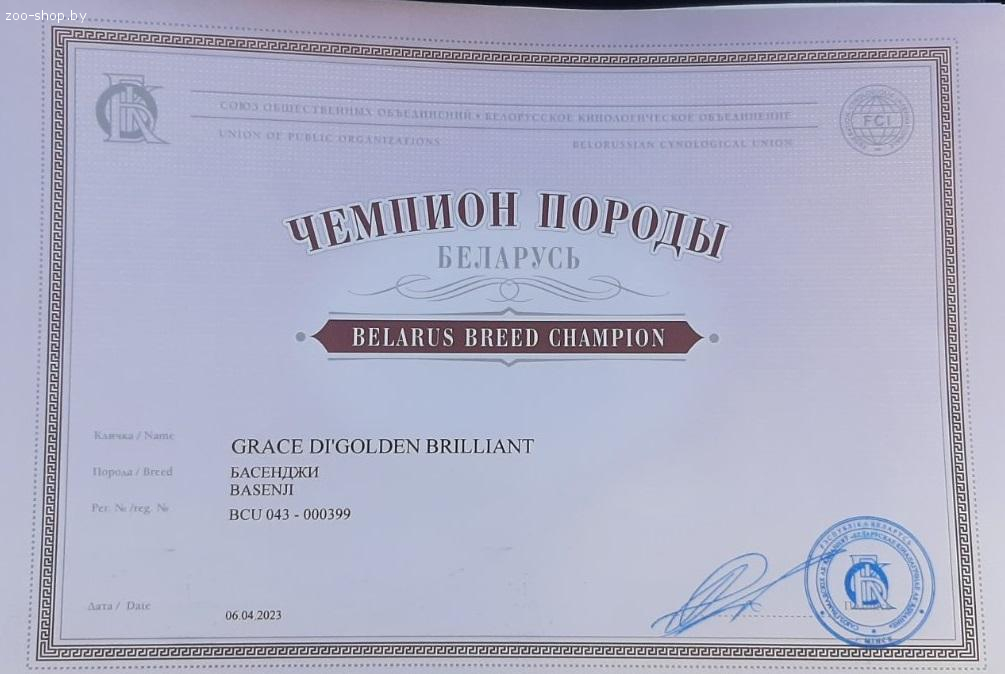 zoo-shop.by
СОЮЗ ОБЩЕСТВЕННЫХ ОБЪЕДИНЕНИЙ • БЕЛОРУССКОЕ КИНОЛОГИЧЕСКОЕ ОБЪЕДИНЕНИЕ
UNION OF PUBLIC ORGANIZATIONS
BELORUSSIAN CYNOLOGICAL UNION
FCI
ЧЕМПИОН ПОРОДЫ
БЕЛАРУСЬ
BELARUS BREED CHAMPION
Кличка / Name
GRACE DI'GOLDEN BRILLIANT
Порода / Breed
БАСЕНДЖИ
BASENJI
Рег. № /reg. №
BCU 043 - 000399
Дата / Date
06.04.2023
РЭСПУБЛІКА БЕЛАРУСЬ